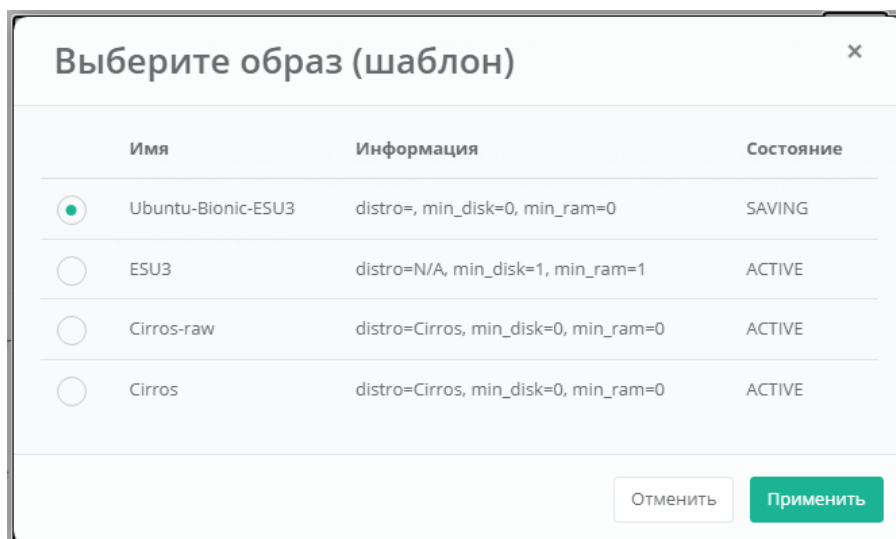 Выберите образ (шаблон) ×
Имя Информация Состояние
Ubuntu-Bionic-ESU3 distro=, min_disk=0, min_ram=0 SAVING
ESU3 distro=N/A, min_disk=1, min_ram=1 ACTIVE
Cirros-raw distro=Cirros, min_disk=0, min_ram=0 ACTIVE
Cirros distro=Cirros, min_disk=0, min_ram=0 ACTIVE
Отменить Применить